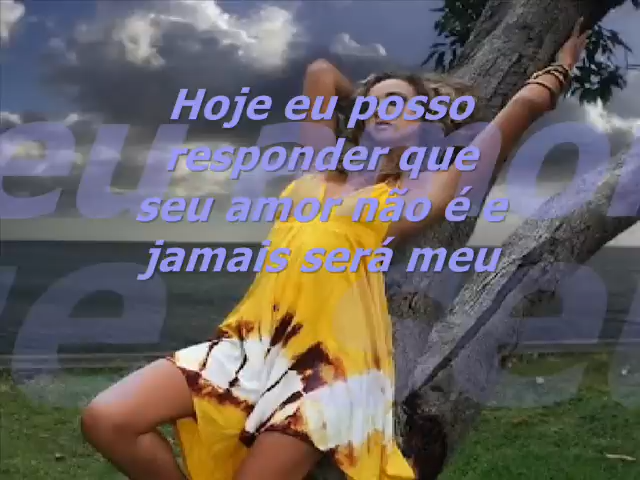 Hoje eu posso
responder que
seu amor não é e
jamais será meu